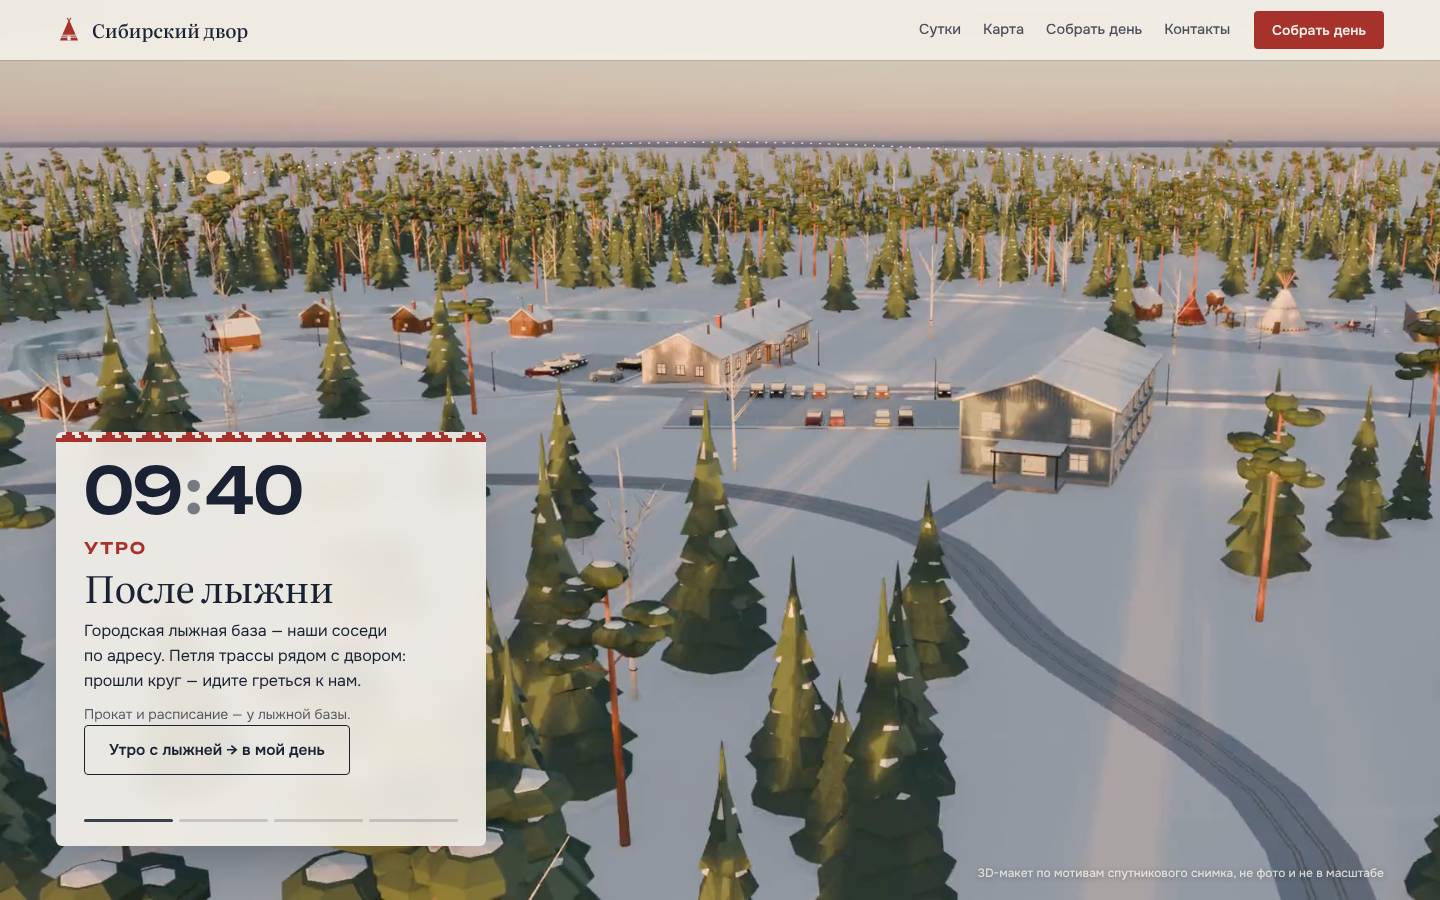 Сибирский двор
Сутки
Карта
Собрать день
Контакты
Собрать день
09:40
УТРО
После лыжни
Городская лыжная база — наши соседи
по адресу. Петля трассы рядом с двором:
прошли круг — идите греться к нам.
Прокат и расписание — у лыжной базы.
Утро с лыжней → в мой день
3D-макет по мотивам спутникового снимка, не фото и не в масштабе